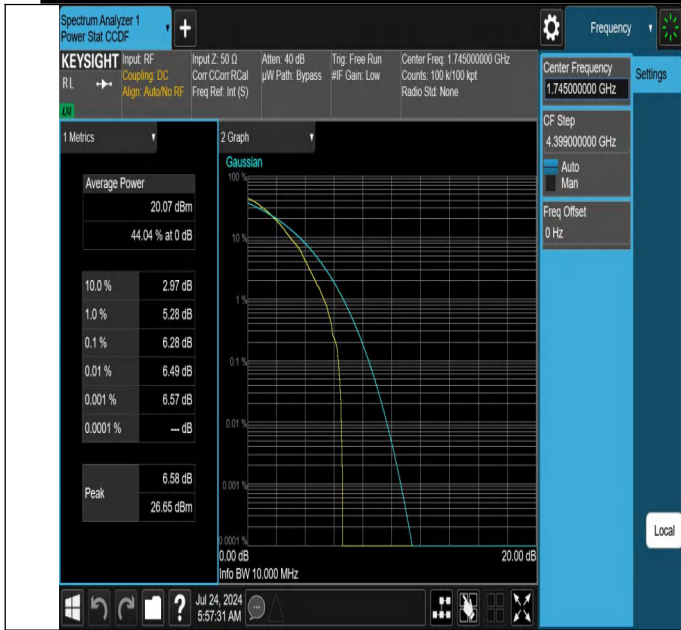 Spectrum Analyzer 1
Power Stat CCDF
Frequency
KEYSIGHT
RL
LXI
Input: RF
Coupling: DC
Align: Auto/No RF
Input Z: 50 Ω
Corr CCorr RCal
Freq Ref: Int (S)
Atten: 40 dB
µW Path: Bypass
Trig: Free Run
#IF Gain: Low
Center Freq: 1.745000000 GHz
Counts: 100 k/100 kpt
Radio Std: None
Center Frequency
1.745000000 GHz
Settings
CF Step
4.399000000 GHz
Auto
Man
Freq Offset
0 Hz
1 Metrics
Average Power
20.07 dBm
44.04 % at 0 dB
10.0 % 2.97 dB
1.0 % 5.28 dB
0.1 % 6.28 dB
0.01 % 6.49 dB
0.001 % 6.57 dB
0.0001 % --- dB
Peak
6.58 dB
26.65 dBm
2 Graph
Gaussian
100 %
10 %
1 %
0.1 %
0.01 %
0.001 %
0.0001 %
0.00 dB 20.00 dB
Info BW 10.000 MHz
Local
?
Jul 24, 2024
5:57:31 AM